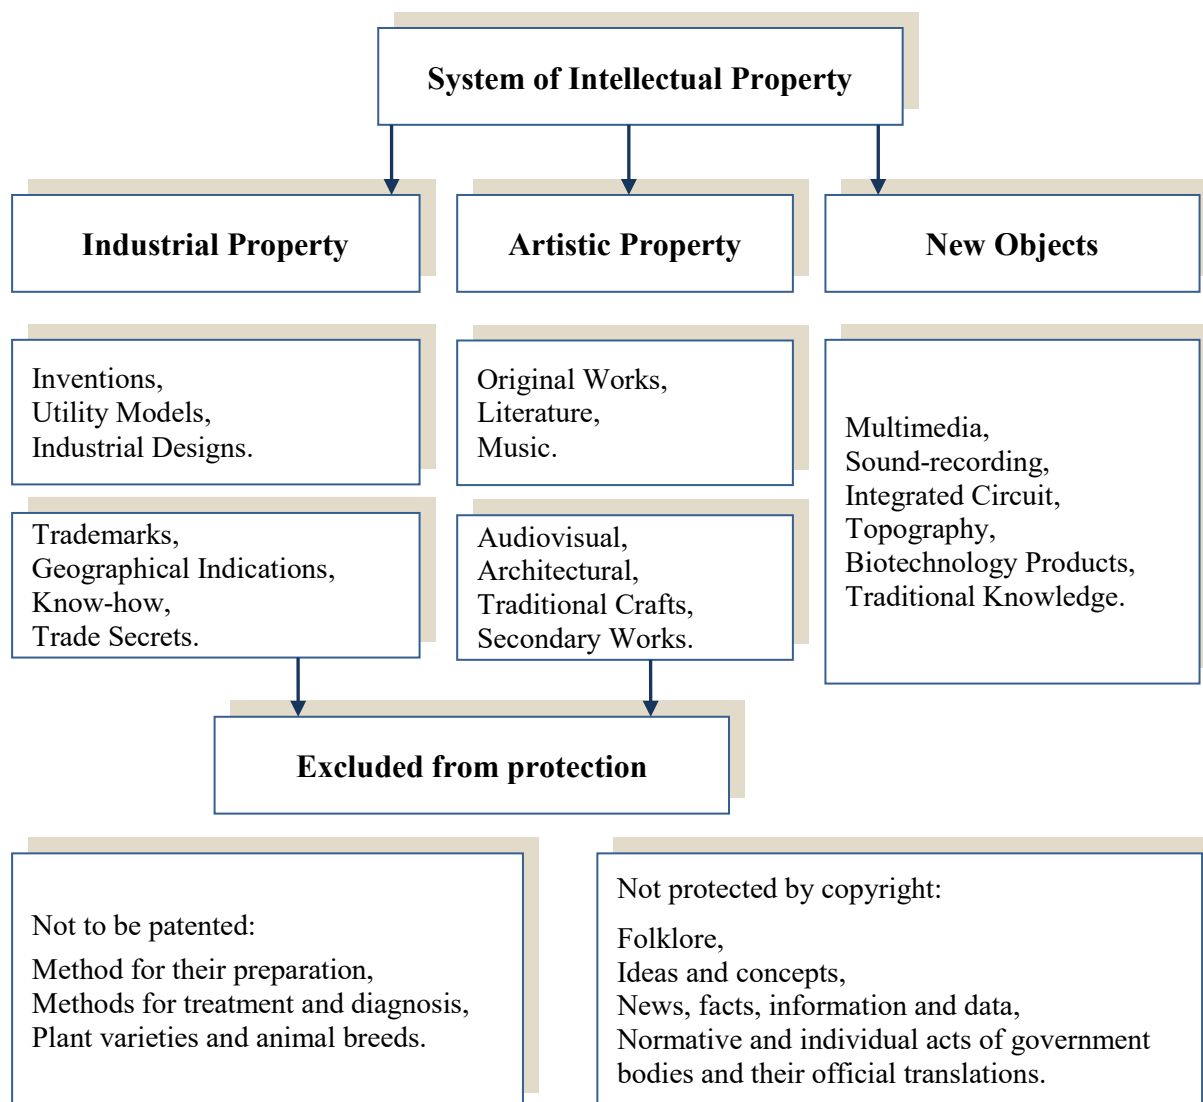 System of Intellectual Property
Industrial Property
Artistic Property
New Objects
Inventions,
Utility Models,
Industrial Designs.
Original Works,
Literature,
Music.
Multimedia,
Sound-recording,
Integrated Circuit,
Topography,
Biotechnology Products,
Traditional Knowledge.
Trademarks,
Geographical Indications,
Know-how,
Trade Secrets.
Audiovisual,
Architectural,
Traditional Crafts,
Secondary Works.
Excluded from protection
Not to be patented:
Method for their preparation,
Methods for treatment and diagnosis,
Plant varieties and animal breeds.
Not protected by copyright:
Folklore,
Ideas and concepts,
News, facts, information and data,
Normative and individual acts of government
bodies and their official translations.